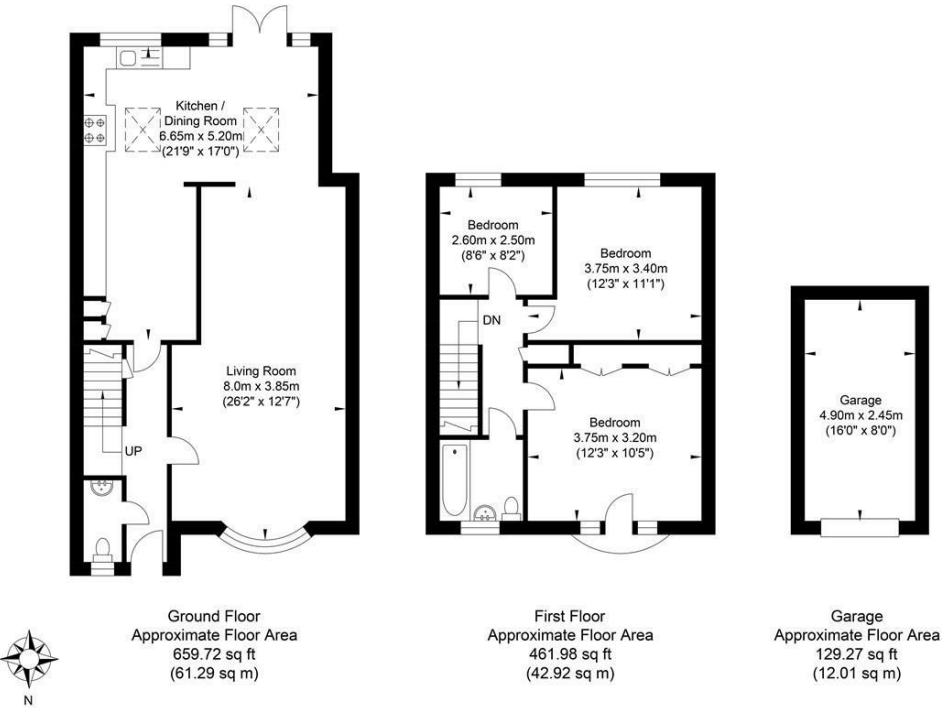 Kitchen /
Dining Room
6.65m x 5.20m
(21'9" x 17'0")
Living Room
8.0m x 3.85m
(26'2" x 12'7")
UP
Bedroom
2.60m x 2.50m
(8'6" x 8'2")
Bedroom
3.75m x 3.40m
(12'3" x 11'1")
DN
Bedroom
3.75m x 3.20m
(12'3" x 10'5")
Garage
4.90m x 2.45m
(16'0" x 8'0")
Ground Floor
Approximate Floor Area
659.72 sq ft
(61.29 sq m)
First Floor
Approximate Floor Area
461.98 sq ft
(42.92 sq m)
Garage
Approximate Floor Area
129.27 sq ft
(12.01 sq m)
N